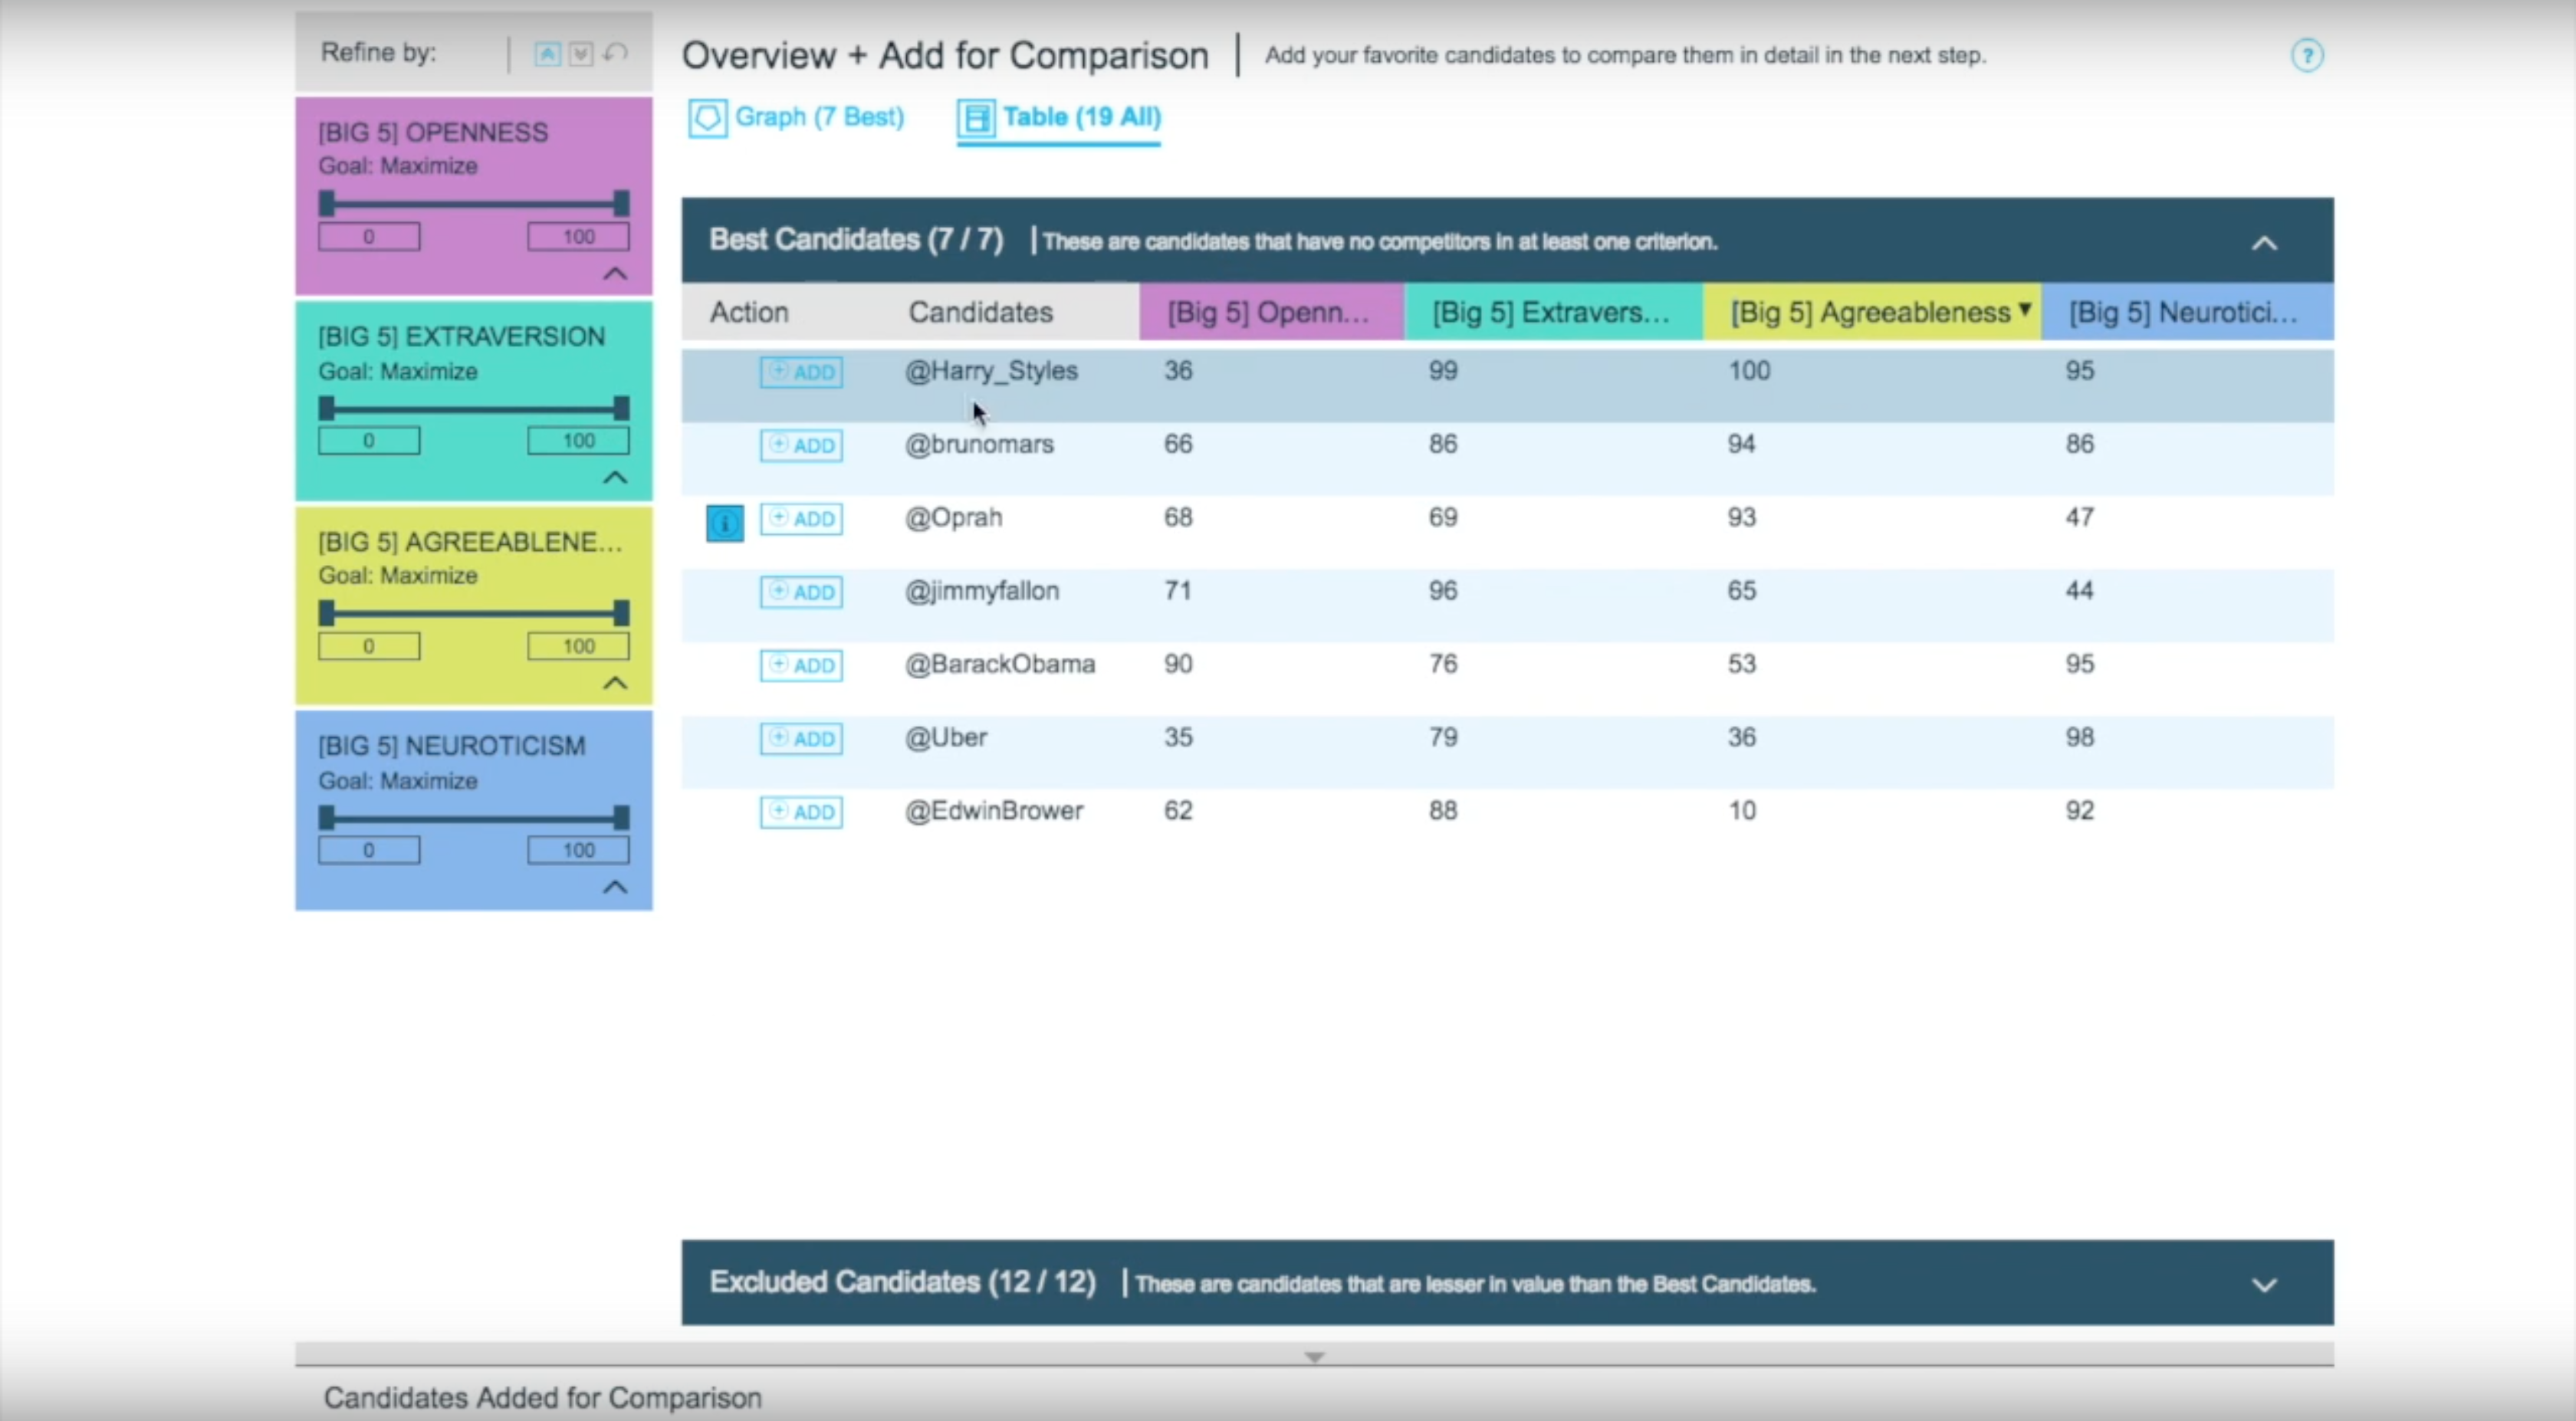 Refine by:
[BIG 5] OPENNESS
Goal: Maximize
0 100
[BIG 5] EXTRAVERSION
Goal: Maximize
0 100
[BIG 5] AGREEABLENE...
Goal: Maximize
0 100
[BIG 5] NEUROTICISM
Goal: Maximize
0 100
Overview + Add for Comparison | Add your favorite candidates to compare them in detail in the next step. ?
Graph (7 Best) Table (19 All)
Best Candidates (7 / 7) | These are candidates that have no competitors in at least one criterion.
Action Candidates [Big 5] Openn... [Big 5] Extravers... [Big 5] Agreeableness ▼ [Big 5] Neurotici...
ADD @Harry_Styles 36 99 100 95
ADD @brunomars 66 86 94 86
i ADD @Oprah 68 69 93 47
ADD @jimmyfallon 71 96 65 44
ADD @BarackObama 90 76 53 95
ADD @Uber 35 79 36 98
ADD @EdwinBrower 62 88 10 92
Excluded Candidates (12 / 12) | These are candidates that are lesser in value than the Best Candidates.
Candidates Added for Comparison